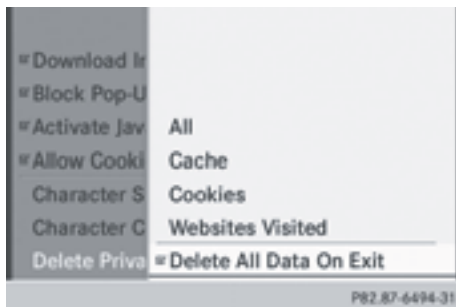 Download Ir
Block Pop-U
Activate Jav
Allow Cooki
Character S
Character C
Delete Priva
All
Cache
Cookies
Websites Visited
Delete All Data On Exit
P82.87-6494-31